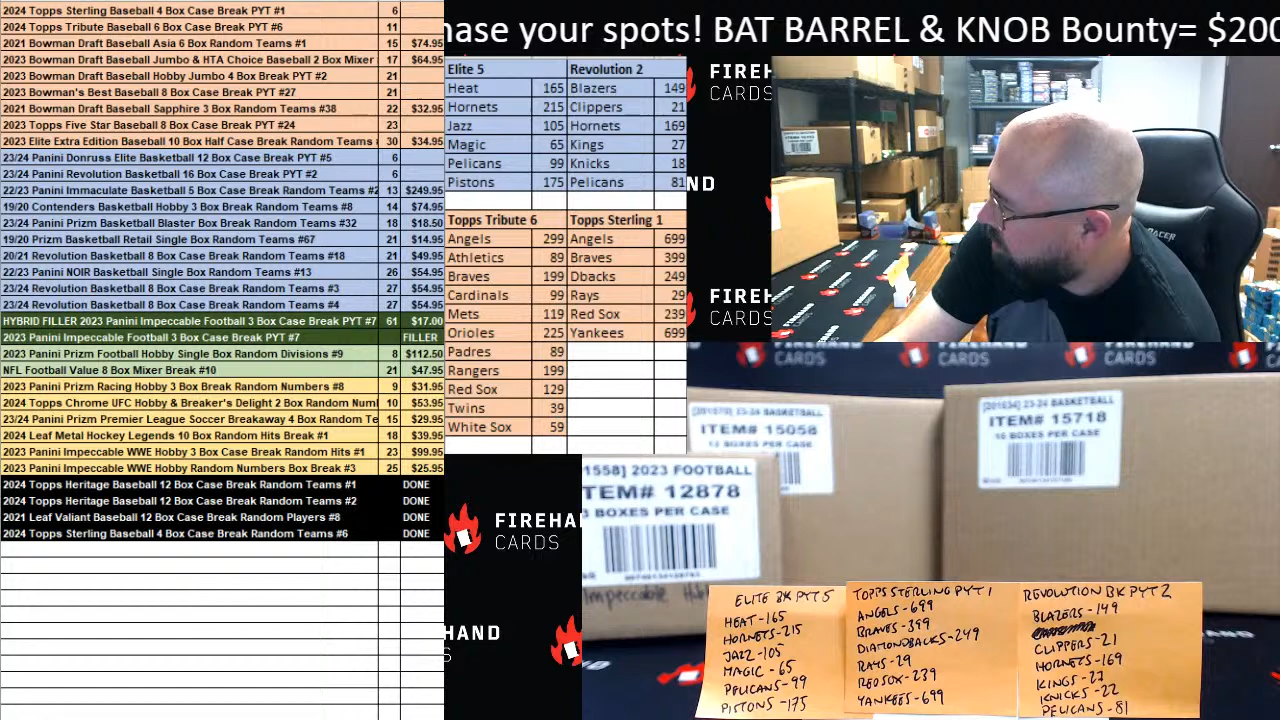 2024 Topps Sterling Baseball 4 Box Case Break PYT #1 6
2024 Topps Tribute Baseball 6 Box Case Break PYT #6 11
2021 Bowman Draft Baseball Asia 6 Box Random Teams #1 15 $74.95
2023 Bowman Draft Baseball Jumbo & HTA Choice Baseball 2 Box Mixer 17 $64.95
2023 Bowman Draft Baseball Hobby Jumbo 4 Box Break PYT #2 21
2023 Bowman's Best Baseball 8 Box Case Break PYT #27 21
2021 Bowman Draft Baseball Sapphire 3 Box Random Teams #38 22 $32.95
2023 Topps Five Star Baseball 8 Box Case Break PYT #24 23
2023 Elite Extra Edition Baseball 10 Box Half Case Break Random Teams 30 $34.95
23/24 Panini Donruss Elite Basketball 12 Box Case Break PYT #5 6
23/24 Panini Revolution Basketball 16 Box Case Break PYT #2 6
22/23 Panini Immaculate Basketball 5 Box Case Break Random Teams #2 13 $249.95
19/20 Contenders Basketball Hobby 3 Box Break Random Teams #8 14 $74.95
23/24 Panini Prizm Basketball Blaster Box Break Random Teams #32 18 $18.50
19/20 Prizm Basketball Retail Single Box Random Teams #67 21 $14.95
20/21 Revolution Basketball 8 Box Break Random Teams #18 21 $49.95
22/23 Panini NOIR Basketball Single Box Random Teams #13 26 $54.95
23/24 Revolution Basketball 8 Box Break Random Teams #3 27 $54.95
23/24 Revolution Basketball 8 Box Break Random Teams #4 27 $54.95
HYBRID FILLER 2023 Panini Impeccable Football 3 Box Case Break PYT #7 61 $17.00
2023 Panini Impeccable Football 3 Box Case Break PYT #7 FILLER
2023 Panini Prizm Football Hobby Single Box Random Divisions #9 8 $112.50
NFL Football Value 8 Box Mixer Break #10 21 $47.95
2023 Panini Prizm Racing Hobby 3 Box Break Random Numbers #8 9 $31.95
2024 Topps Chrome UFC Hobby & Breaker's Delight 2 Box Random Numl 10 $53.95
23/24 Panini Prizm Premier League Soccer Breakaway 4 Box Random Te 15 $29.95
2024 Leaf Metal Hockey Legends 10 Box Random Hits Break #1 18 $39.95
2023 Panini Impeccable WWE Hobby 3 Box Case Break Random Hits #1 23 $99.95
2023 Panini Impeccable WWE Hobby Random Numbers Box Break #3 25 $25.95
2024 Topps Heritage Baseball 12 Box Case Break Random Teams #1 DONE
2024 Topps Heritage Baseball 12 Box Case Break Random Teams #2 DONE
2021 Leaf Valiant Baseball 12 Box Case Break Random Players #8 DONE
2024 Topps Sterling Baseball 4 Box Case Break Random Teams #6 DONE
hase your spots! BAT BARREL & KNOB Bounty= $200
Elite 5 Revolution 2
Heat 165 Blazers 149
Hornets 215 Clippers 21
Jazz 105 Hornets 169
Magic 65 Kings 27
Pelicans 99 Knicks 18
Pistons 175 Pelicans 81
Topps Tribute 6 Topps Sterling 1
Angels 299 Angels 699
Athletics 89 Braves 399
Braves 199 Dbacks 249
Cardinals 99 Rays 29
Mets 119 Red Sox 239
Orioles 225 Yankees 699
Padres 89
Rangers 199
Red Sox 129
Twins 39
White Sox 59
FIREH
CARDS
ND
FIREH
CARDS
FIREHAN
CARDS
HAND
S
CARDS
23-24 BASKETBALL
ITEM# 15058
BOXES PER CASE
[201634] 23-24 BASKETBALL
ITEM# 15718
16 BOXES PER CASE
1558] 2023 FOOTBALL
TEM# 12878
3 BOXES PER CASE
Impeccable
ELITE BK PYT 5
HEAT-165
HORNETS-215
JAZZ-105
MAGIC-65
PELICANS-99
PISTONS-175
TOPPS STERLING PYT 1
ANGELS-699
BRAVES-399
DIAMONDBACKS-249
RAYS-29
RED SOX-239
YANKEES-699
REVOLUTION BK PYT 2
BLAZERS-149
CLIPPERS-21
HORNETS-169
KINGS-27
KNICKS-22
PELICANS-81